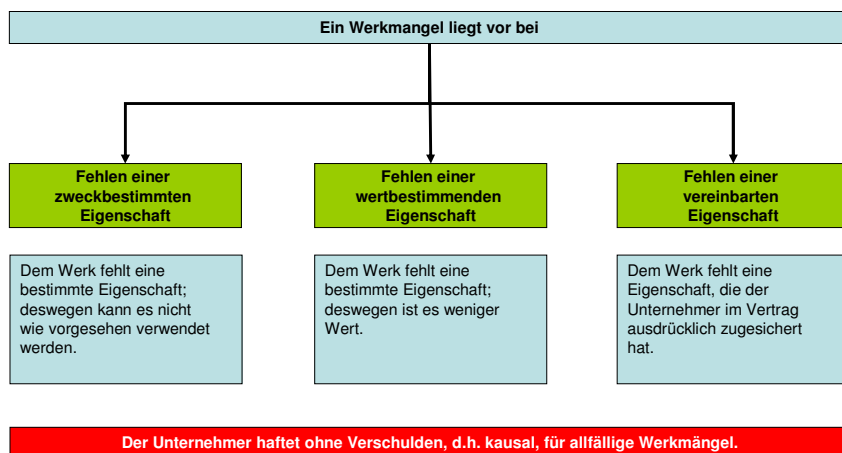 Ein Werkmangel liegt vor bei
Fehlen einer
zweckbestimmten
Eigenschaft
Fehlen einer
wertbestimmenden
Eigenschaft
Fehlen einer
vereinbarten
Eigenschaft
Dem Werk fehlt eine
bestimmte Eigenschaft;
deswegen kann es nicht
wie vorgesehen verwendet
werden.
Dem Werk fehlt eine
bestimmte Eigenschaft;
deswegen ist es weniger
Wert.
Dem Werk fehlt eine
Eigenschaft, die der
Unternehmer im Vertrag
ausdrücklich zugesichert
hat.
Der Unternehmer haftet ohne Verschulden, d.h. kausal, für allfällige Werkmängel.